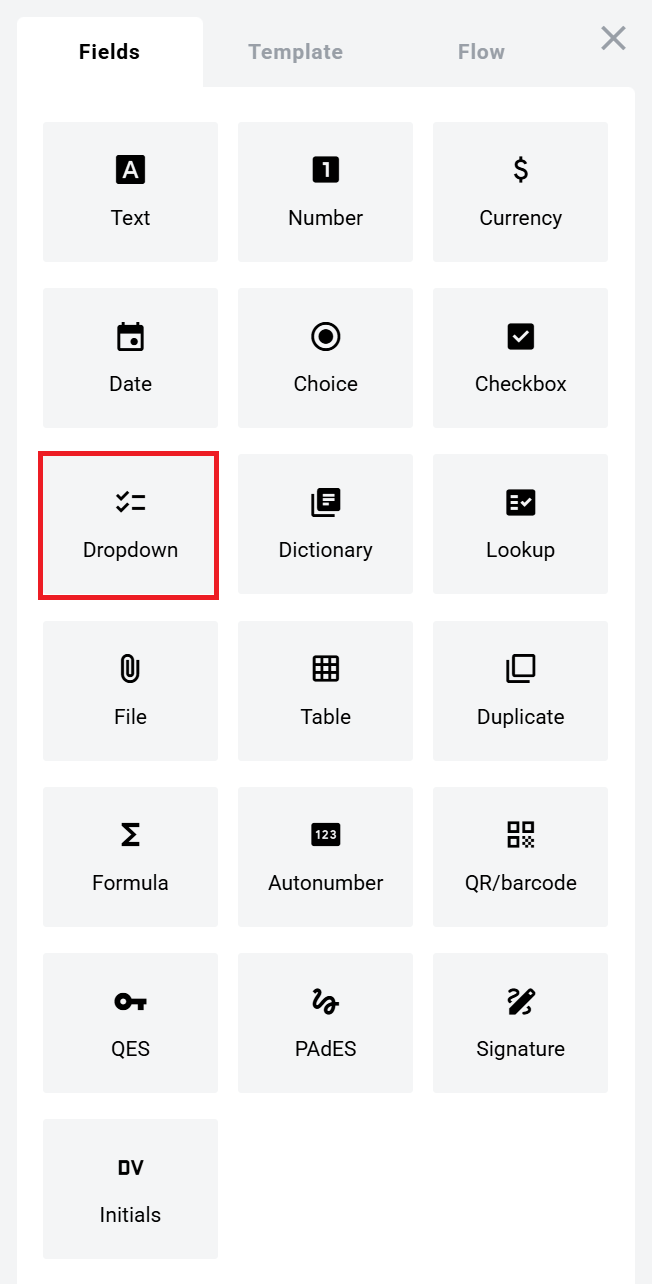 Fields Template Flow
A 1 $
Text Number Currency
Date Choice Checkbox
Dropdown Dictionary Lookup
File Table Duplicate
Σ 123
Formula Autonumber QR/barcode
QES PAdES Signature
DV
Initials